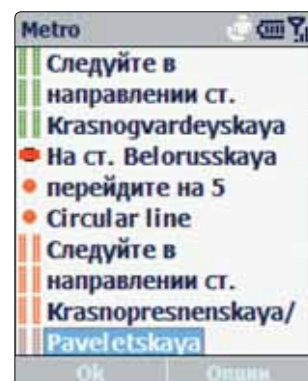 Metro
Следуйте в
направлении ст.
Krasnogvardeyskaya
На ст. Belorusskaya
перейдите на 5
Circular line
Следуйте в
направлении ст.
Krasnopresnenskaya/
Paveletskaya
Ok Опции